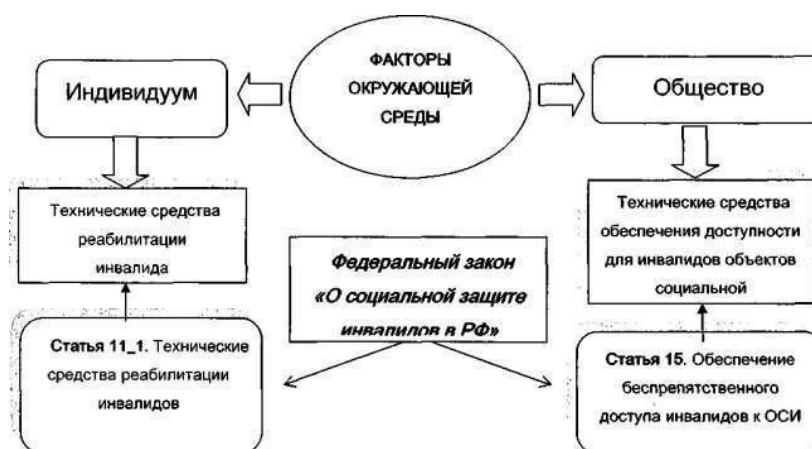 ФАКТОРЫ
ОКРУЖАЮЩЕЙ
СРЕДЫ
Индивидуум
Общество
Технические средства
реабилитации
инвалида
Технические средства
обеспечения доступности
для инвалидов объектов
социальной
Федеральный закон
«О социальной защите
инвалидов в РФ»
Статья 11_1. Технические
средства реабилитации
инвалидов
Статья 15. Обеспечение
беспрепятственного
доступа инвалидов к ОСИ